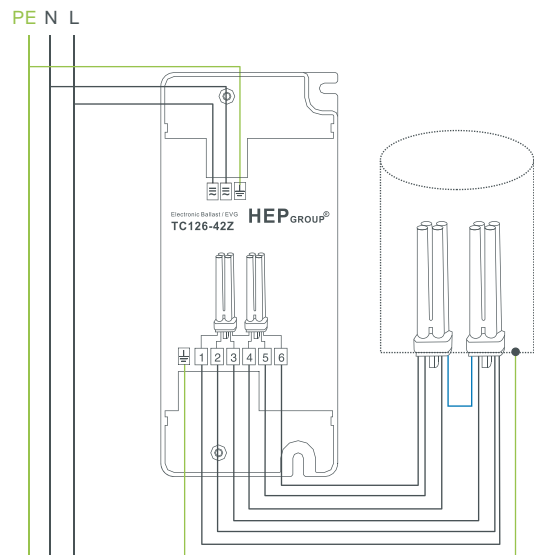 PE N L
Electronic Ballast / EVG
TC126-42Z
HEP GROUP®
1 2 3 4 5 6